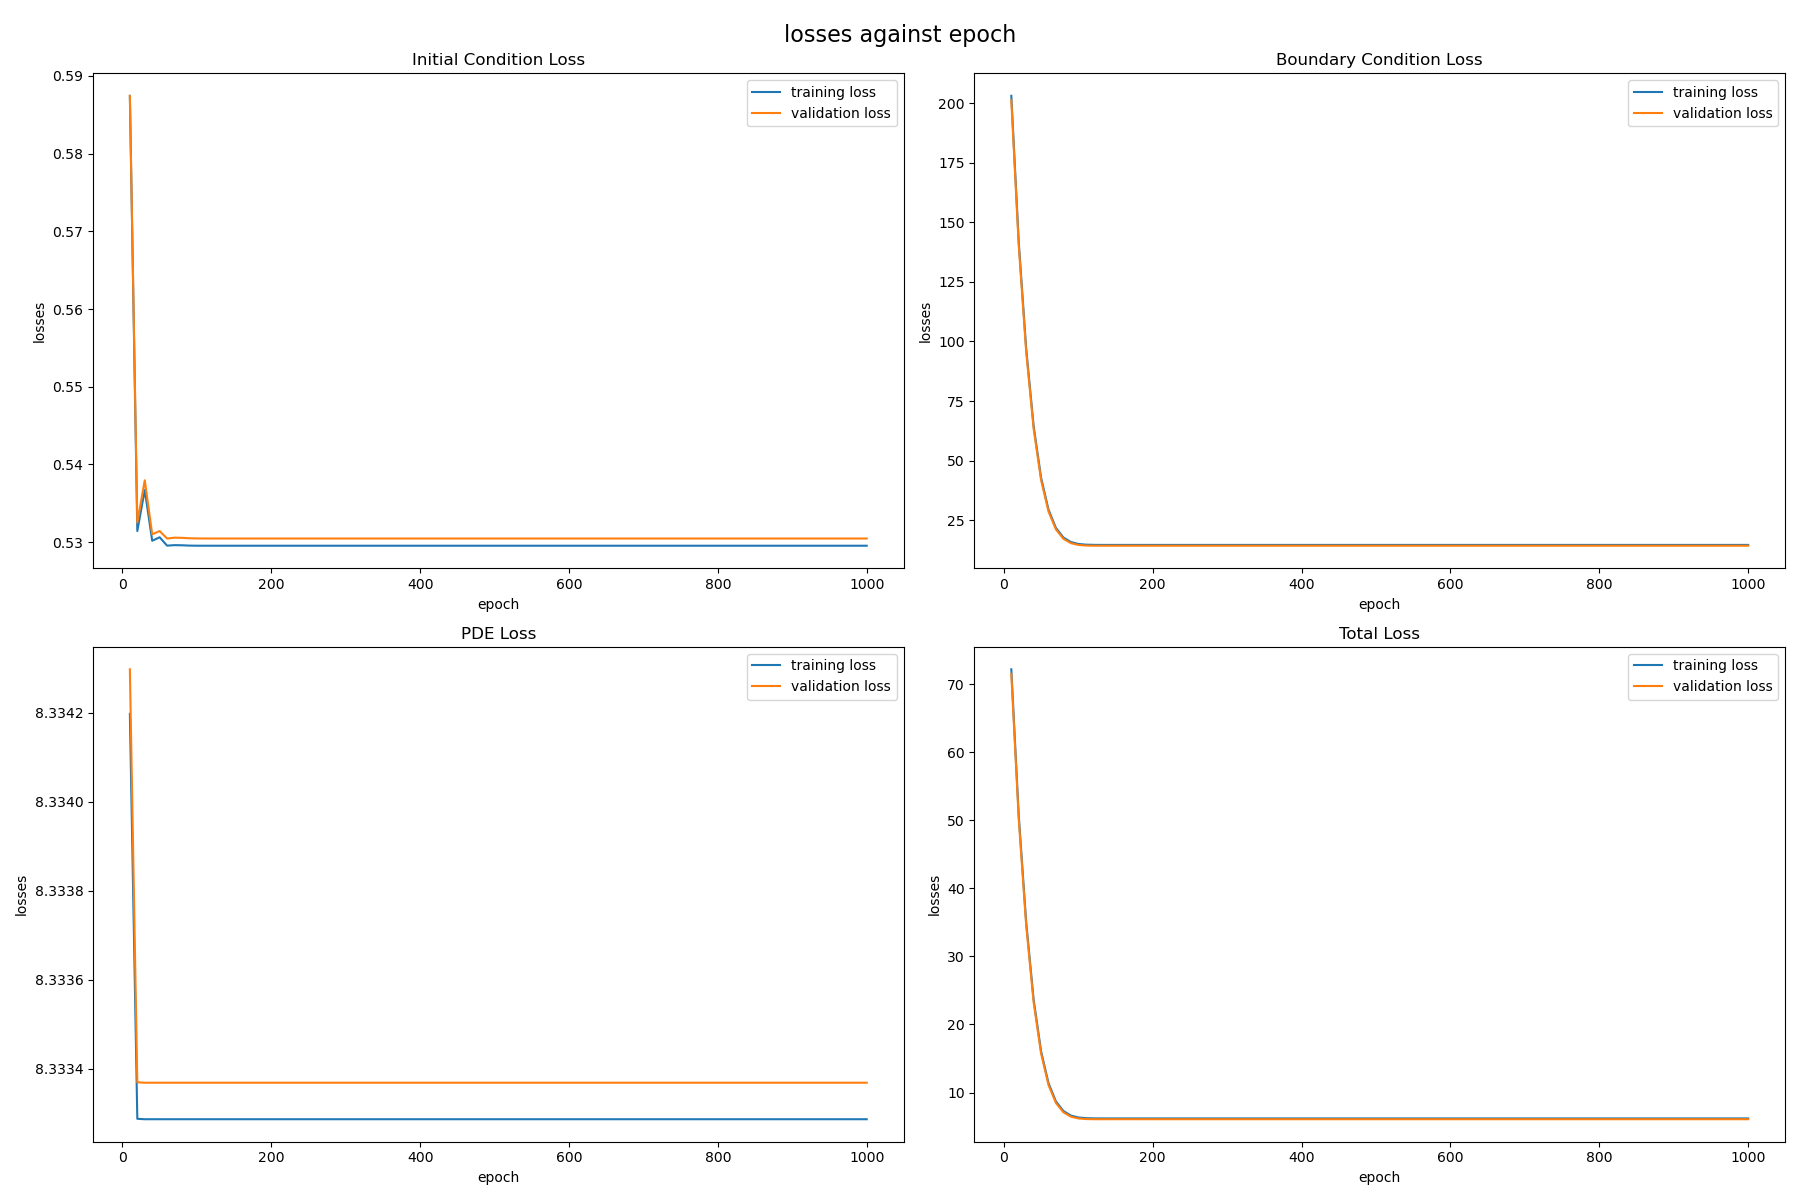 losses against epoch
Initial Condition Loss
0.59
0.58
0.57
0.56
0.55
0.54
0.53
losses
training loss
validation loss
0
200
400
600
800
1000
epoch
Boundary Condition Loss
200
175
150
125
100
75
50
25
losses
training loss
validation loss
0
200
400
600
800
1000
epoch
PDE Loss
8.3342
8.3340
8.3338
8.3336
8.3334
losses
training loss
validation loss
0
200
400
600
800
1000
epoch
Total Loss
70
60
50
40
30
20
10
losses
training loss
validation loss
0
200
400
600
800
1000
epoch